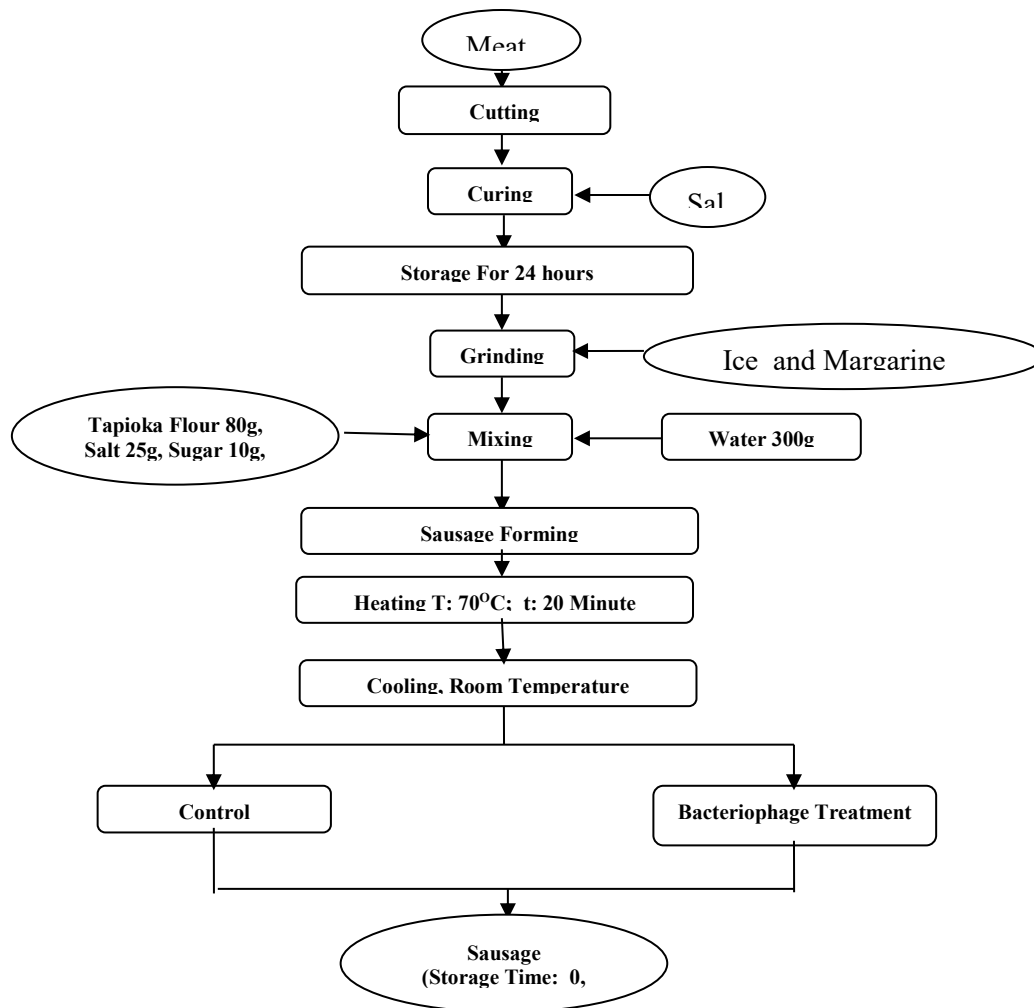 Meat
Cutting
Curing
Sal
Storage For 24 hours
Grinding
Ice and Margarine
Tapioka Flour 80g,
Salt 25g, Sugar 10g,
Mixing
Water 300g
Sausage Forming
Heating T: 70ᴼC; t: 20 Minute
Cooling, Room Temperature
Control
Bacteriophage Treatment
Sausage
(Storage Time: 0,